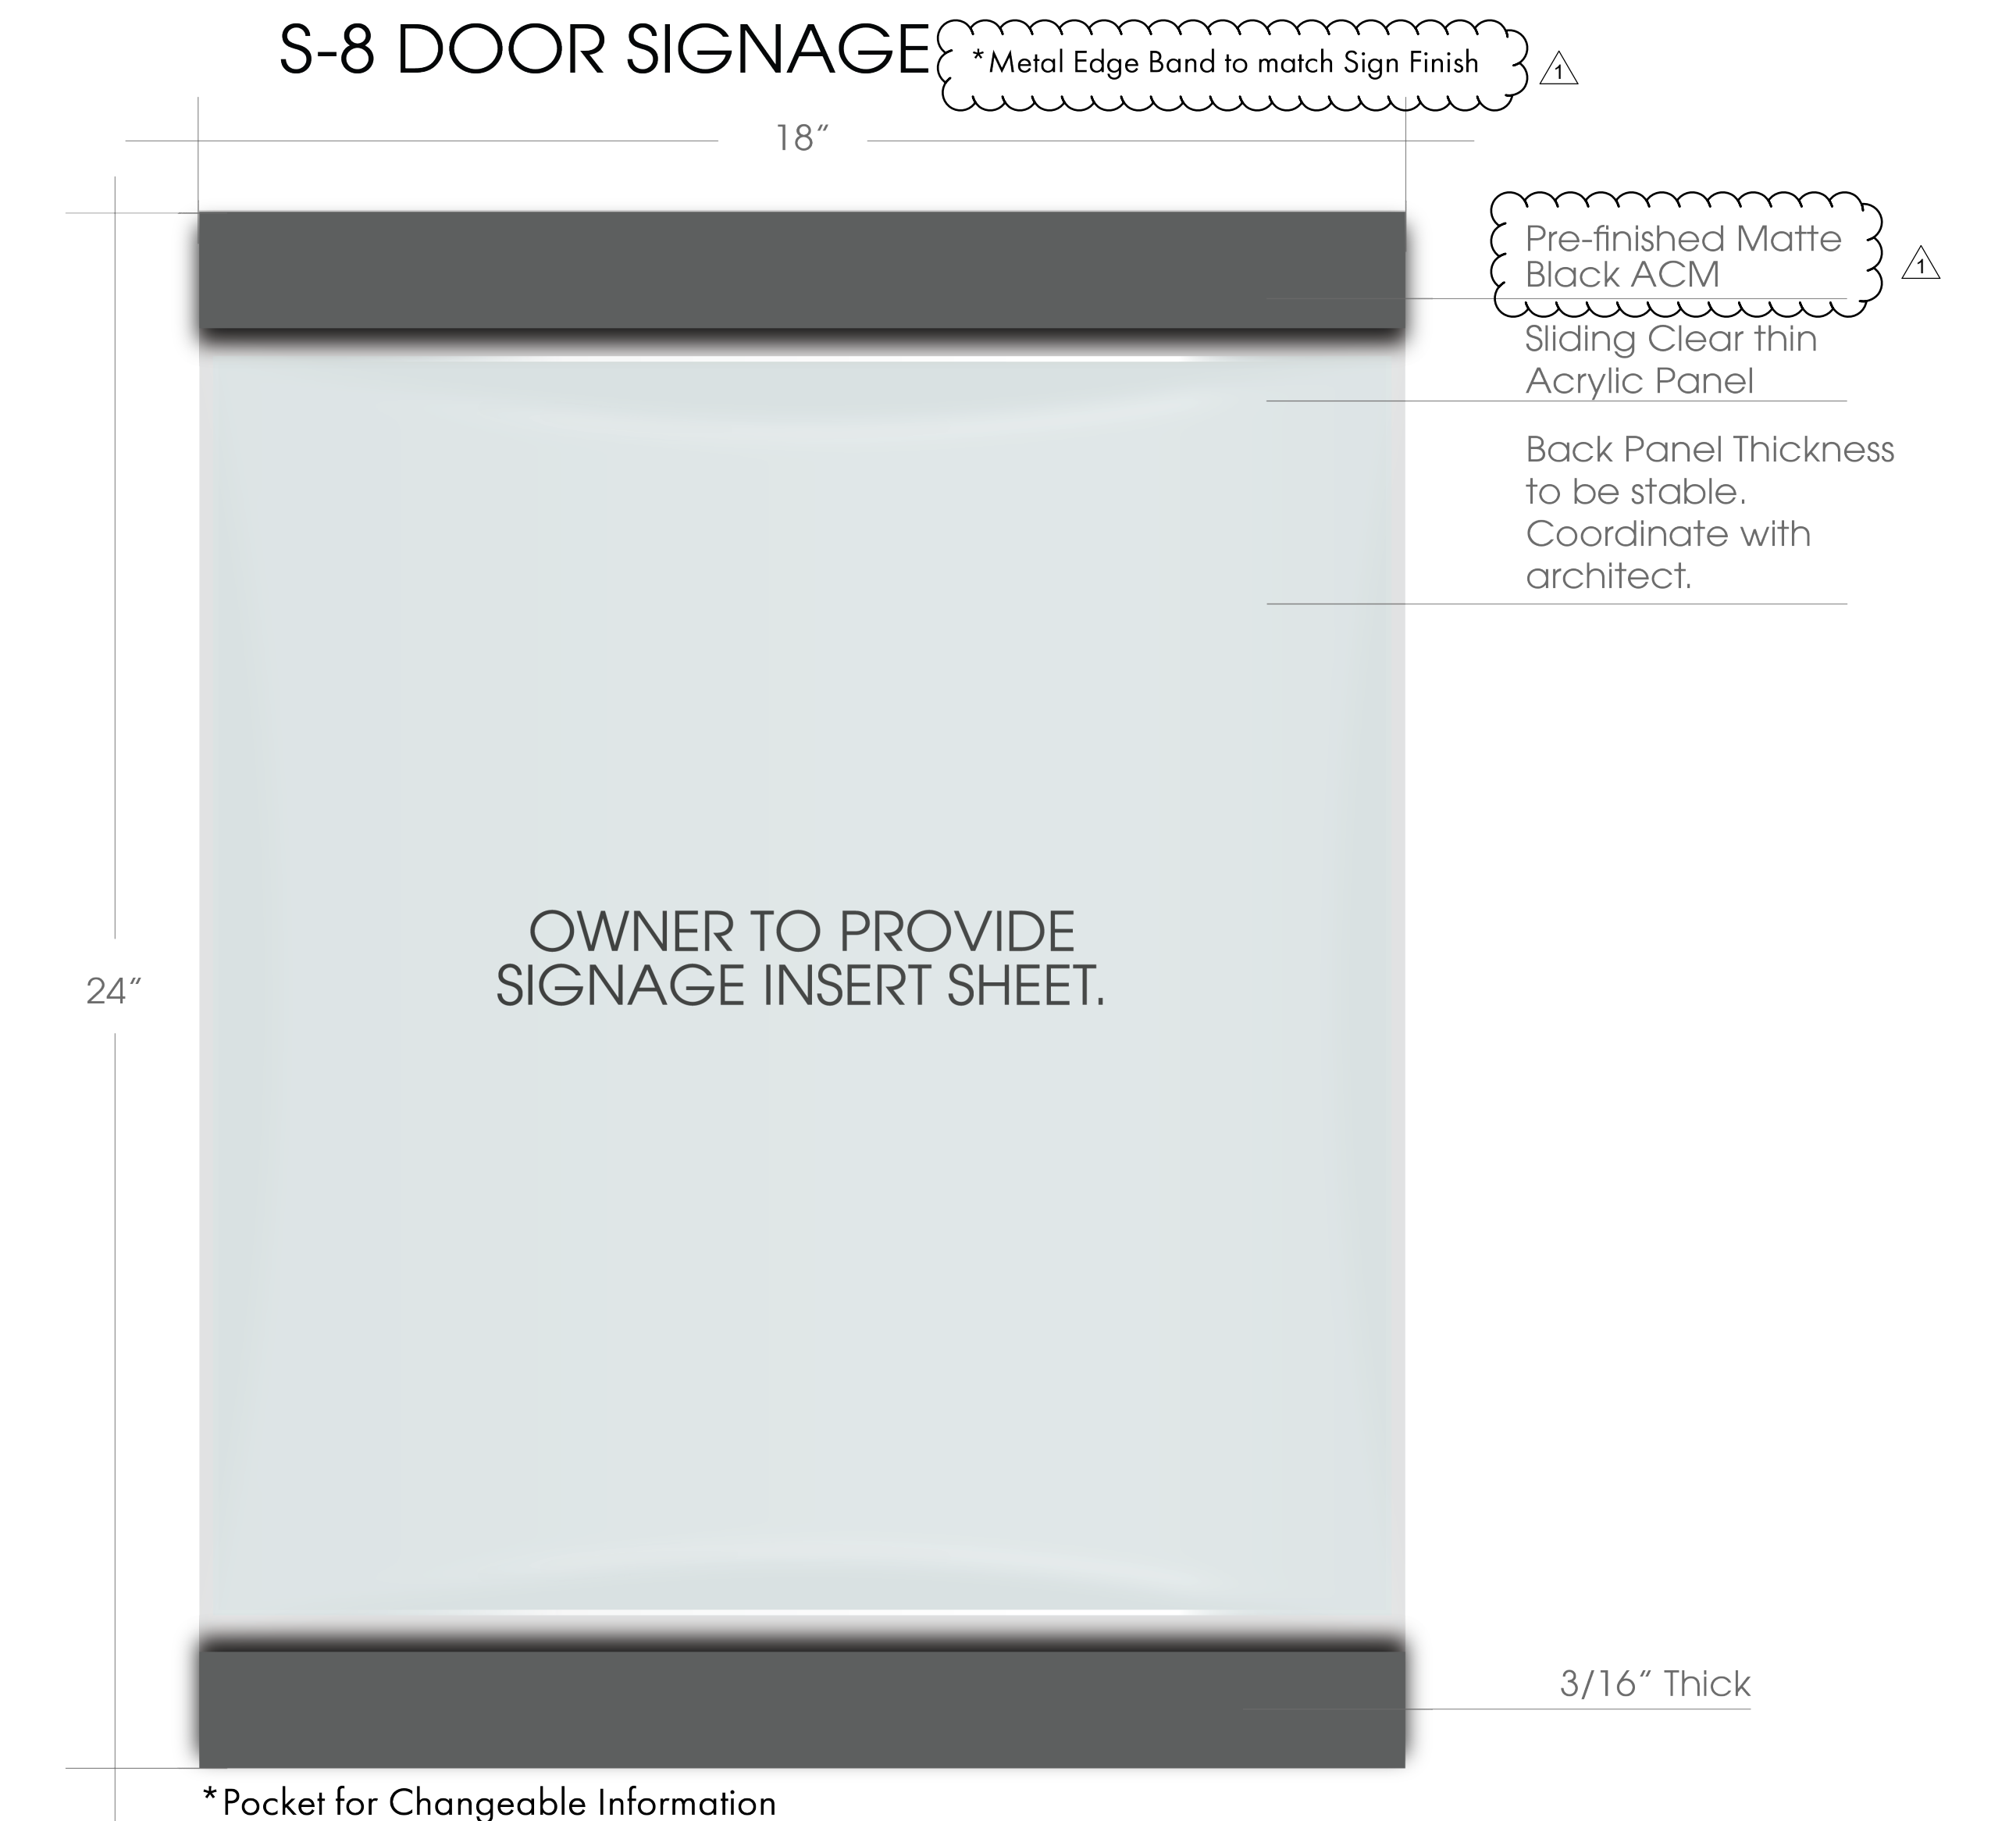 S-8 DOOR SIGNAGE
*Metal Edge Band to match Sign Finish
1
18"
Pre-finished Matte
Black ACM
1
Sliding Clear thin
Acrylic Panel
Back Panel Thickness
to be stable.
Coordinate with
architect.
OWNER TO PROVIDE
SIGNAGE INSERT SHEET.
24"
3/16" Thick
*Pocket for Changeable Information